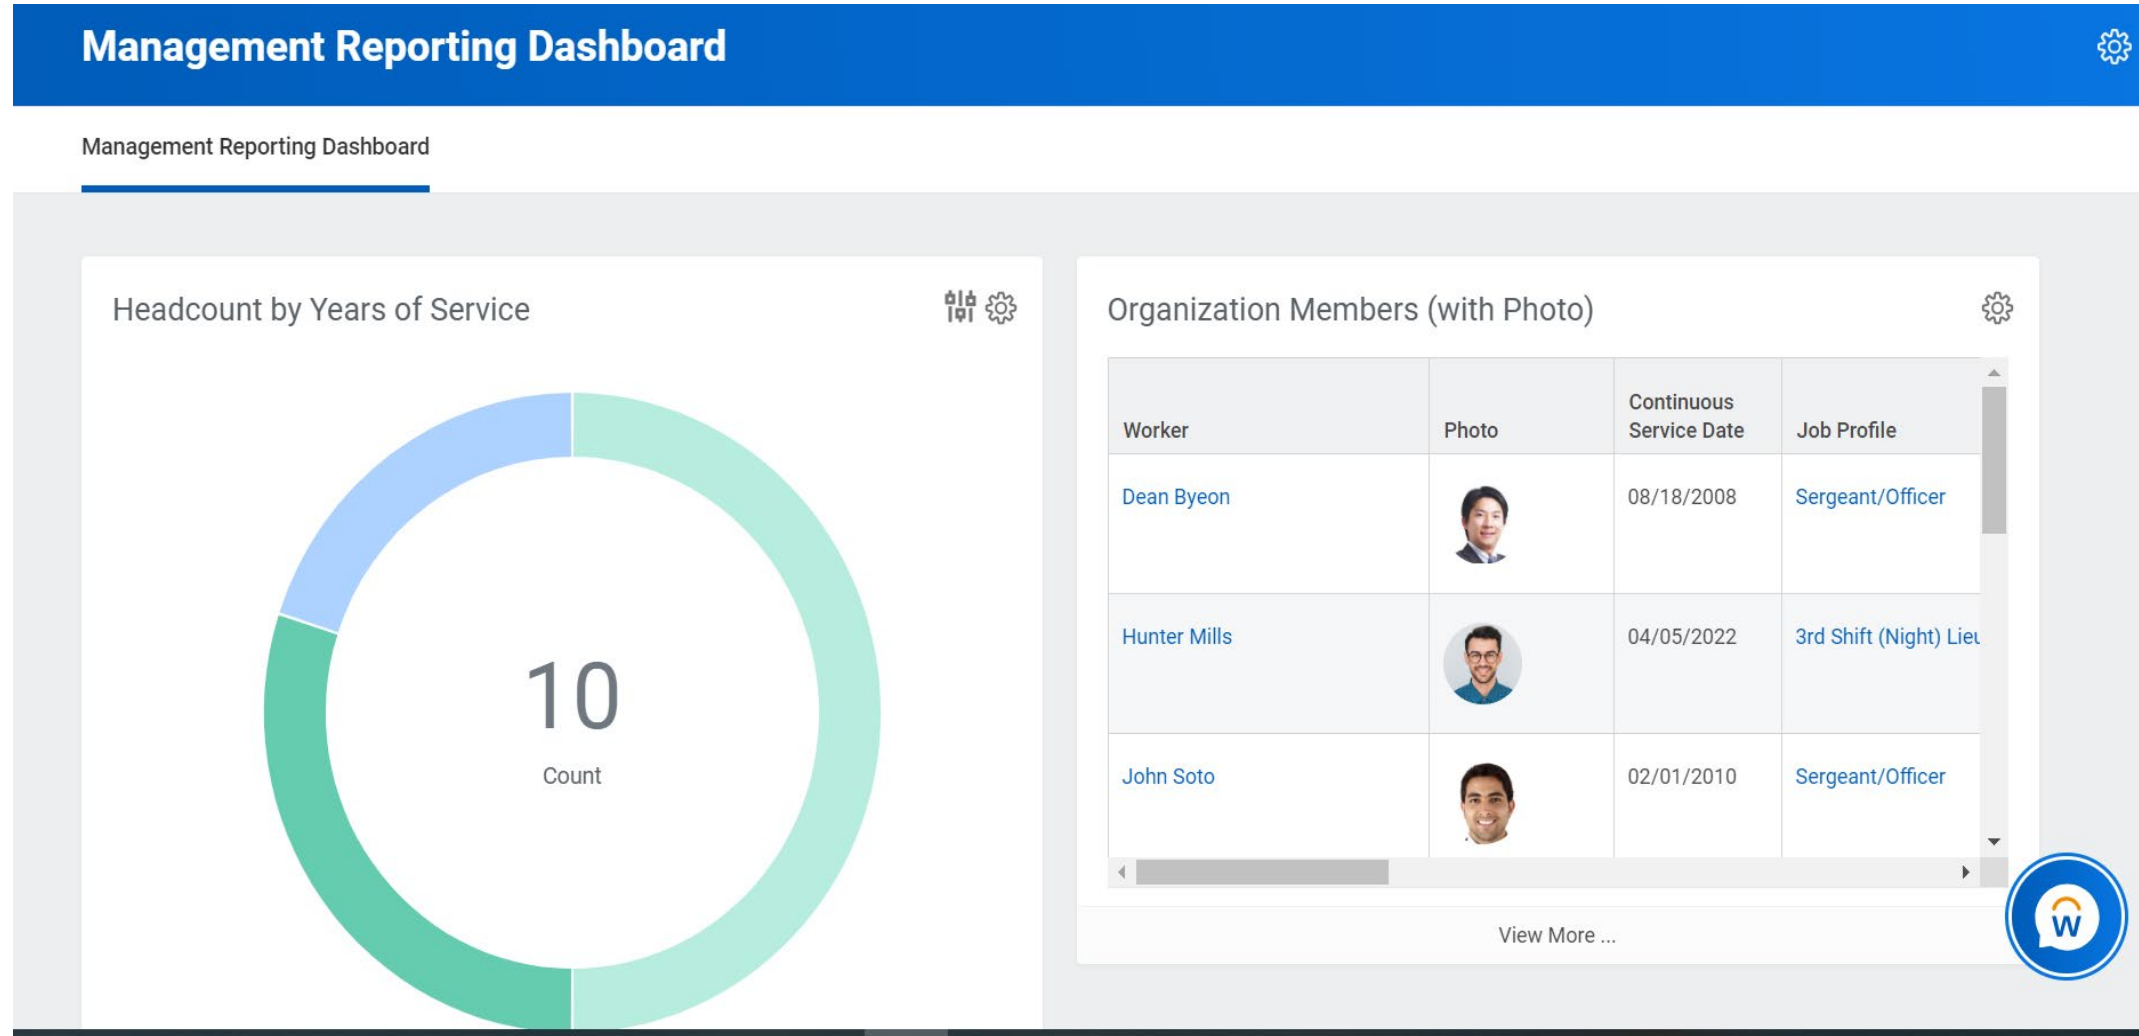 Management Reporting Dashboard
Management Reporting Dashboard
Headcount by Years of Service
10
Count
Organization Members (with Photo)
Worker
Photo
Continuous
Service Date
Job Profile
Dean Byeon
08/18/2008
Sergeant/Officer
Hunter Mills
04/05/2022
3rd Shift (Night) Lieu
John Soto
02/01/2010
Sergeant/Officer
View More ...
w